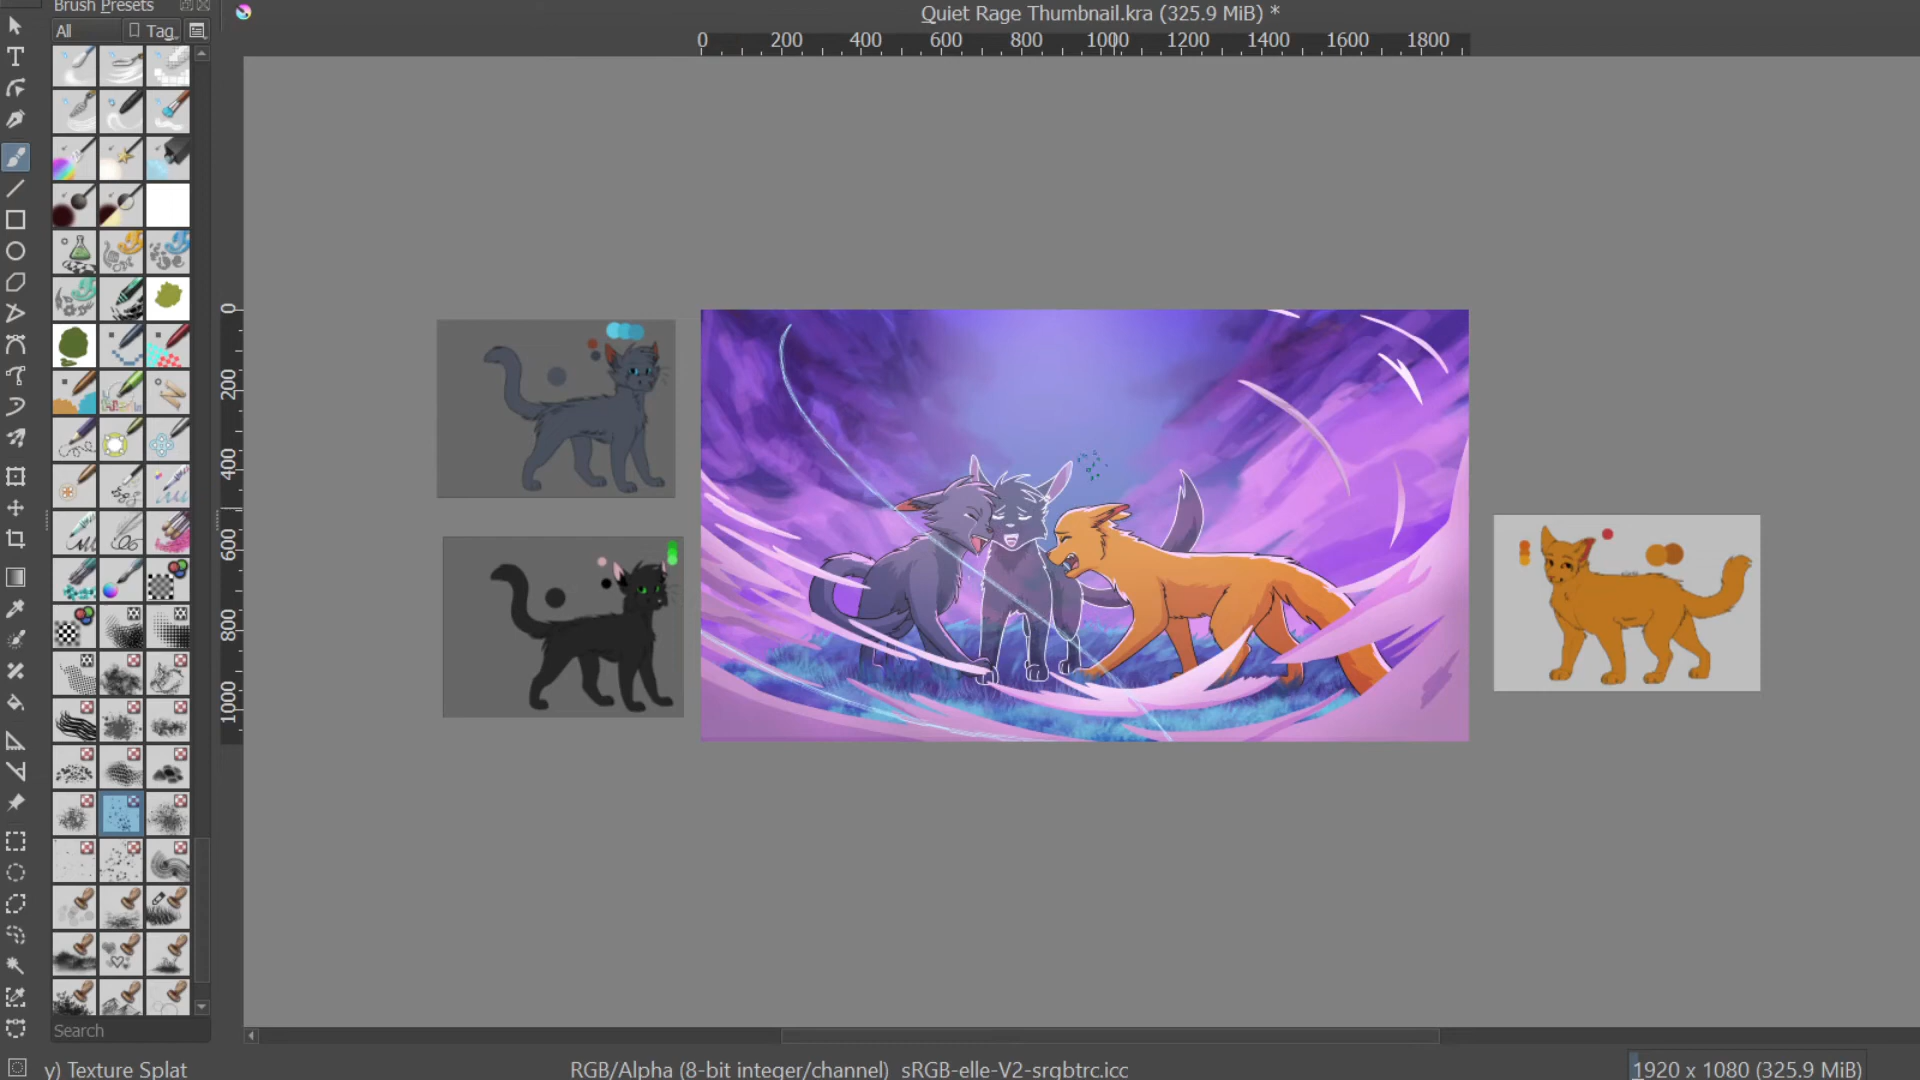 Brush Presets
Quiet Rage Thumbnail.kra (325.9 MiB) *
All
Tag
0 200 400 600 800 1000 1200 1400 1600 1800
0
200
400
600
800
1000
Search
y) Texture Splat
RGB/Alpha (8-bit integer/channel) sRGB-elle-V2-srgbtrc.icc
1920 x 1080 (325.9 MiB)